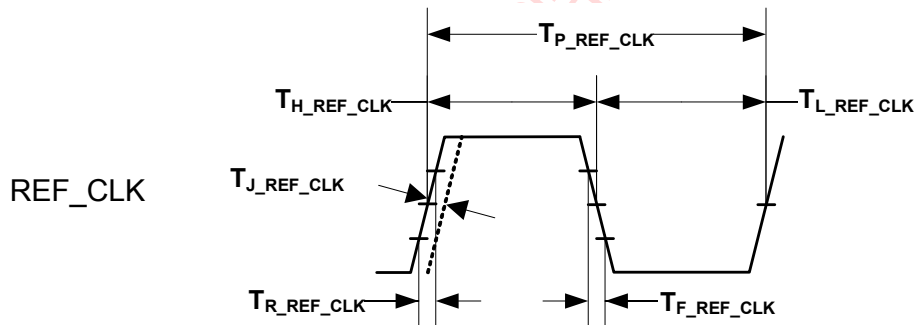 T_P_REF_CLK
T_H_REF_CLK
T_L_REF_CLK
REF_CLK
T_J_REF_CLK
T_R_REF_CLK
T_F_REF_CLK